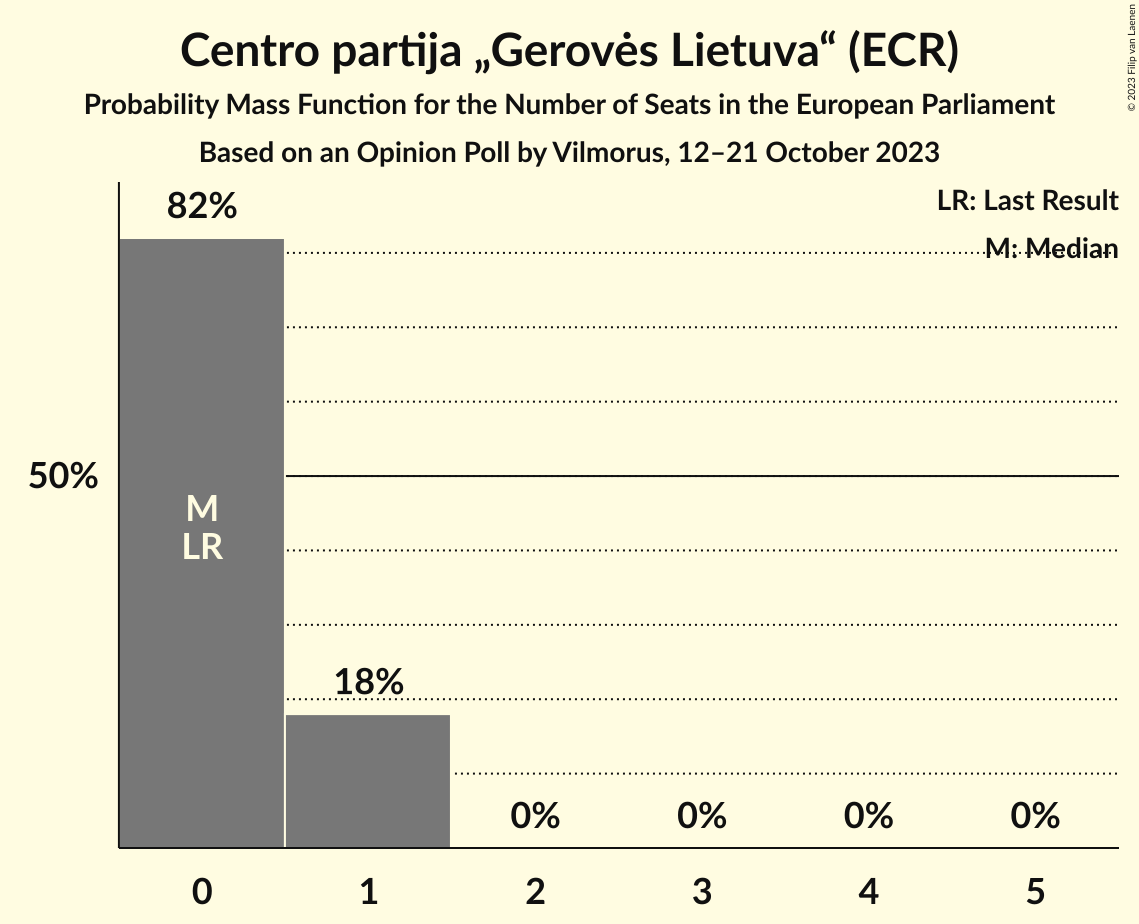 Centro partija „Gerovės Lietuva“ (ECR)
Probability Mass Function for the Number of Seats in the European Parliament
Based on an Opinion Poll by Vilmorus, 12–21 October 2023
© 2023 Filip van Laenen
LR: Last Result
M: Median
82%
50%
M
LR
18%
0% 0% 0% 0%
0 1 2 3 4 5